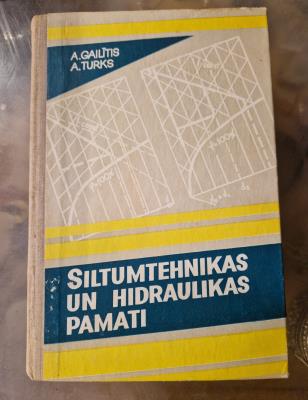 A.GAILĪTIS
A.TURKS
SILTUMTEHNIKAS
UN HIDRAULIKAS
PAMATI